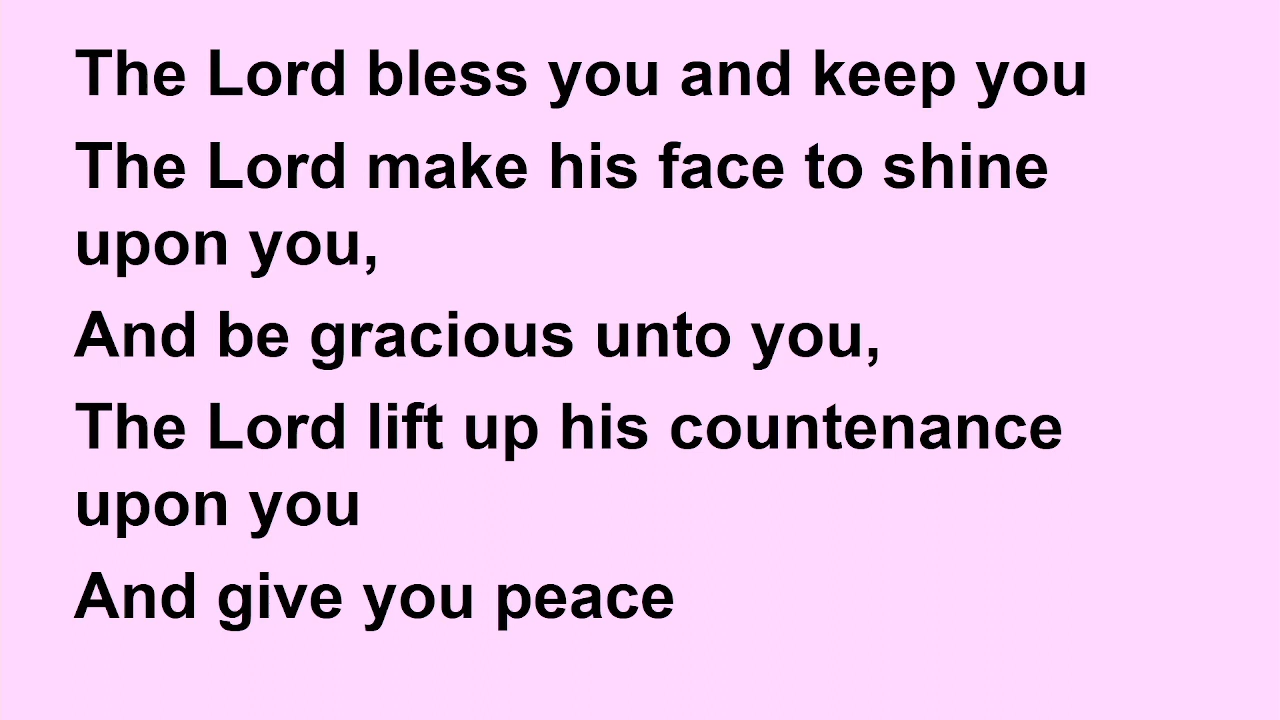 The Lord bless you and keep you
The Lord make his face to shine
upon you,
And be gracious unto you,
The Lord lift up his countenance
upon you
And give you peace